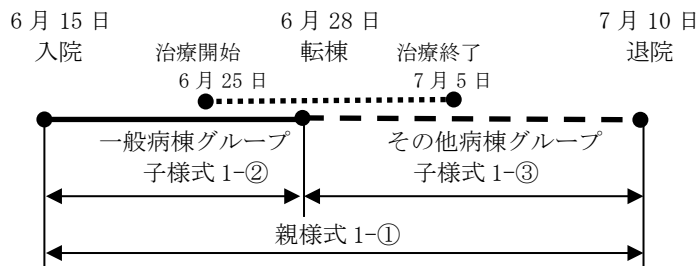 6 月 15 日 6 月 28 日 7 月 10 日
入院 治療開始 転棟 治療終了 退院
6 月 25 日 7 月 5 日
一般病棟グループ その他病棟グループ
子様式 1-② 子様式 1-③
親様式 1-①